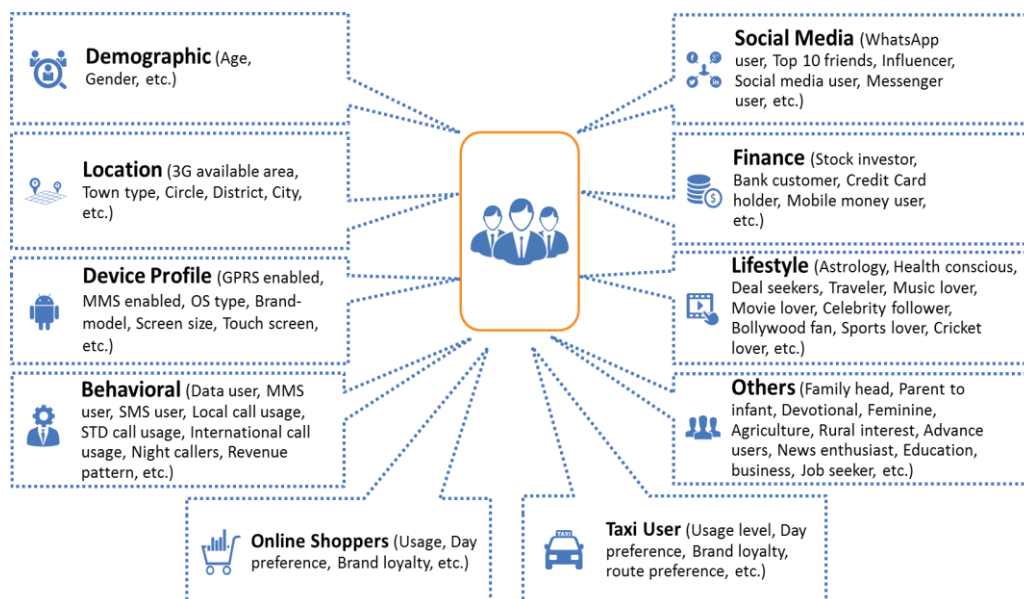 Demographic (Age,
Gender, etc.)
Location (3G available area,
Town type, Circle, District, City,
etc.)
Device Profile (GPRS enabled,
MMS enabled, OS type, Brand-
model, Screen size, Touch screen,
etc.)
Behavioral (Data user, MMS
user, SMS user, Local call usage,
STD call usage, International call
usage, Night callers, Revenue
pattern, etc.)
Online Shoppers (Usage, Day
preference, Brand loyalty, etc.)
Social Media (WhatsApp
user, Top 10 friends, Influencer,
Social media user, Messenger
user, etc.)
Finance (Stock investor,
Bank customer, Credit Card
holder, Mobile money user,
etc.)
Lifestyle (Astrology, Health conscious,
Deal seekers, Traveler, Music lover,
Movie lover, Celebrity follower,
Bollywood fan, Sports lover, Cricket
lover, etc.)
Others (Family head, Parent to
infant, Devotional, Feminine,
Agriculture, Rural interest, Advance
users, News enthusiast, Education,
business, Job seeker, etc.)
TAXI
Taxi User (Usage level, Day
preference, Brand loyalty,
route preference, etc.)